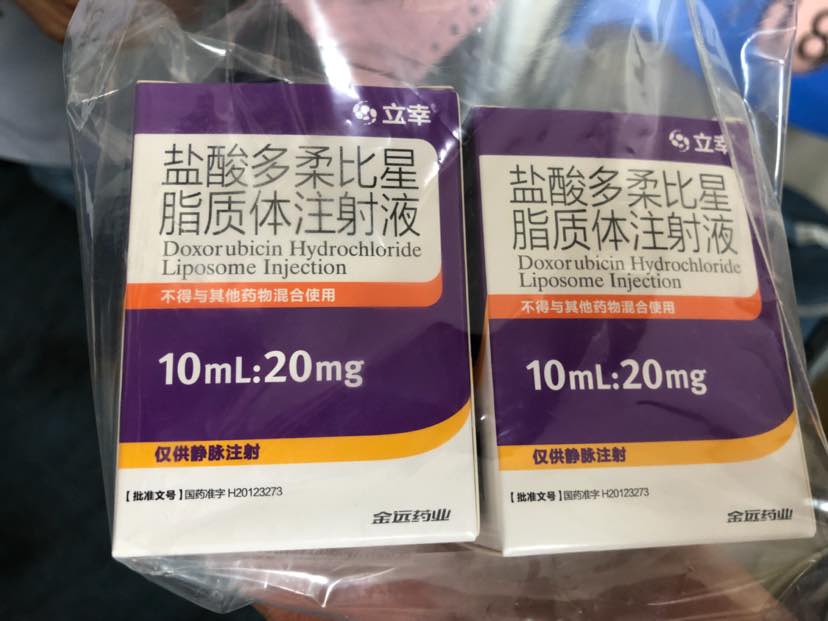 立幸
盐酸多柔比星
脂质体注射液
Doxorubicin Hydrochloride
Liposome Injection
不得与其他药物混合使用
10mL:20mg
仅供静脉注射
【批准文号】国药准字 H20123273
金远药业
立幸
盐酸多柔比星
脂质体注射液
Doxorubicin Hydrochloride
Liposome Injection
不得与其他药物混合使用
10mL:20mg
仅供静脉注射
【批准文号】国药准字 H20123273
金远药业
8